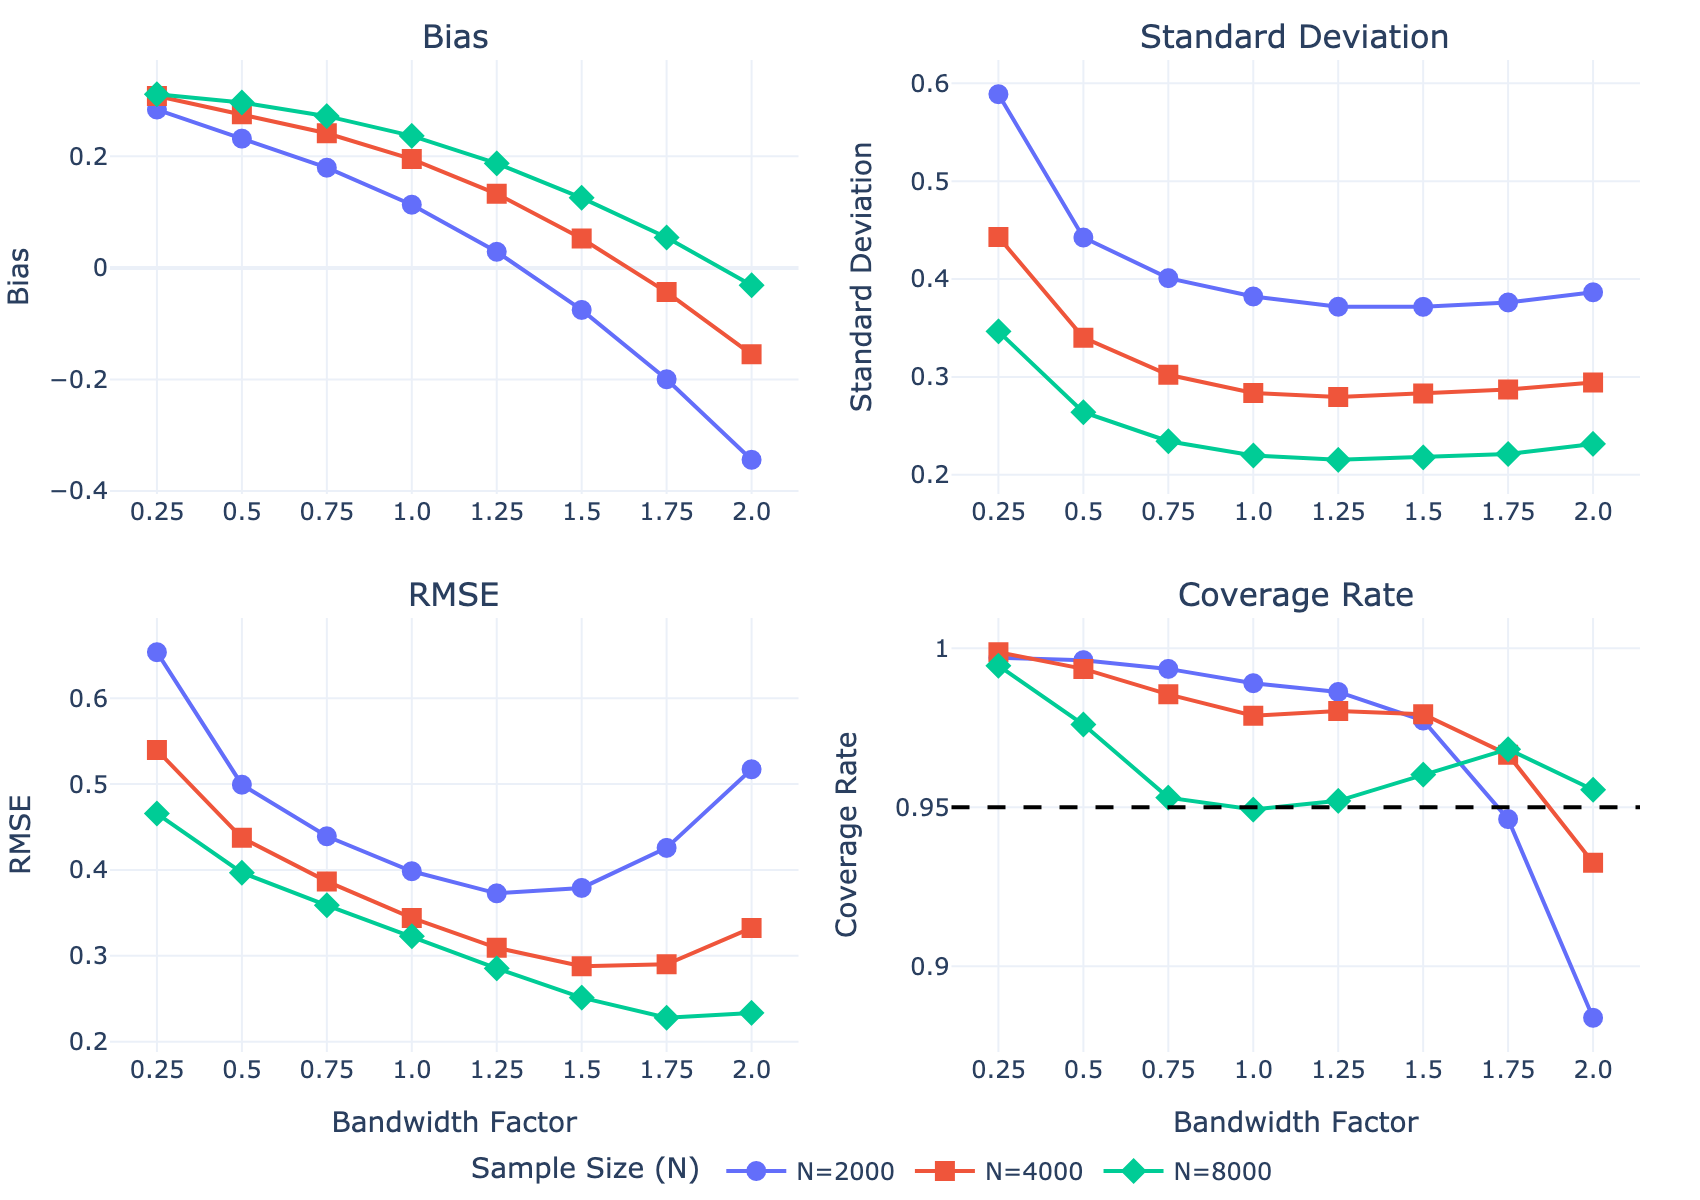 Bias
Bias
0.2
0
−0.2
−0.4
0.25 0.5 0.75 1.0 1.25 1.5 1.75 2.0
Standard Deviation
Standard Deviation
0.6
0.5
0.4
0.3
0.2
0.25 0.5 0.75 1.0 1.25 1.5 1.75 2.0
RMSE
RMSE
0.6
0.5
0.4
0.3
0.2
0.25 0.5 0.75 1.0 1.25 1.5 1.75 2.0
Bandwidth Factor
Coverage Rate
Coverage Rate
1
0.95
0.9
0.25 0.5 0.75 1.0 1.25 1.5 1.75 2.0
Bandwidth Factor
Sample Size (N) N=2000 N=4000 N=8000